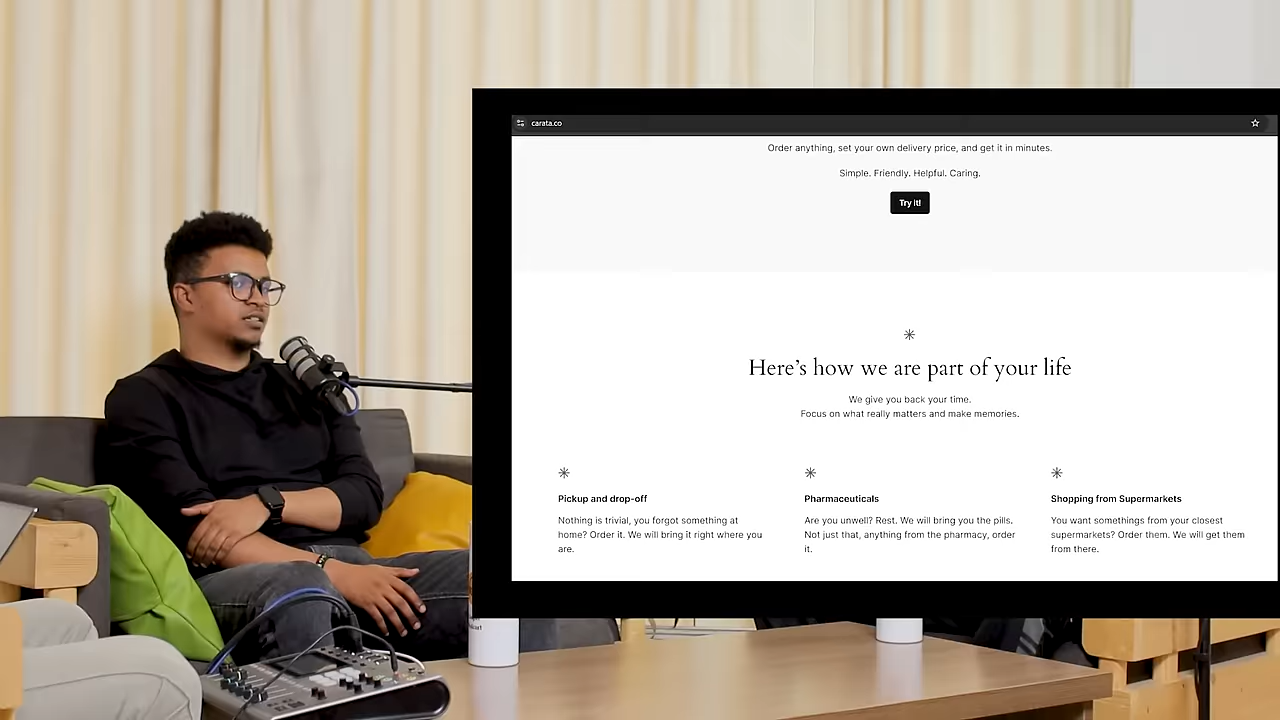 carata.co
Order anything, set your own delivery price, and get it in minutes.
Simple. Friendly. Helpful. Caring.
Try it!
Here's how we are part of your life
We give you back your time.
Focus on what really matters and make memories.
Pickup and drop-off
Nothing is trivial, you forgot something at
home? Order it. We will bring it right where you
are.
Pharmaceuticals
Are you unwell? Rest. We will bring you the pills.
Not just that, anything from the pharmacy, order
it.
Shopping from Supermarkets
You want somethings from your closest
supermarkets? Order them. We will get them
from there.